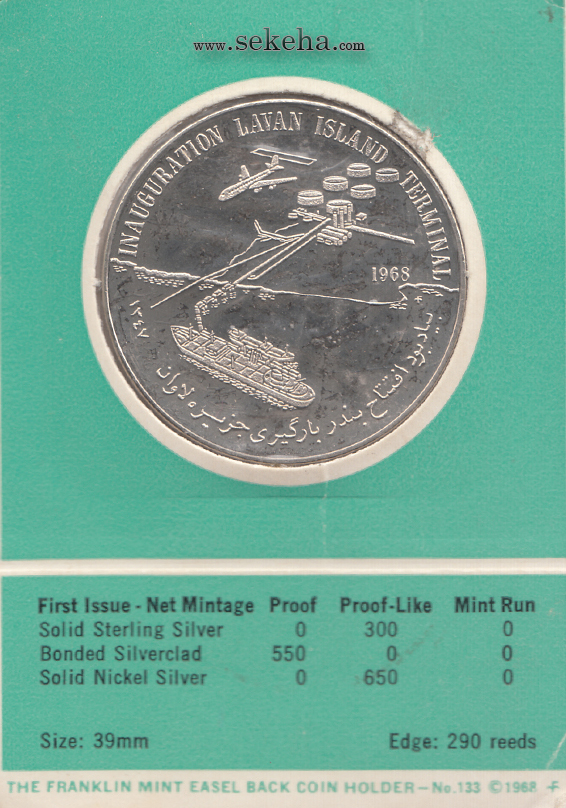 www.sekeha.com
INAUGURATION LAVAN ISLAND TERMINAL
1968
۱۳۴۷
بیادبود افتتاح بندر بارگیری جزیره لاوان
First Issue - Net Mintage Proof Proof-Like Mint Run
Solid Sterling Silver 0 300 0
Bonded Silverclad 550 0 0
Solid Nickel Silver 0 650 0
Size: 39mm Edge: 290 reeds
THE FRANKLIN MINT EASEL BACK COIN HOLDER—No.133 ©1968